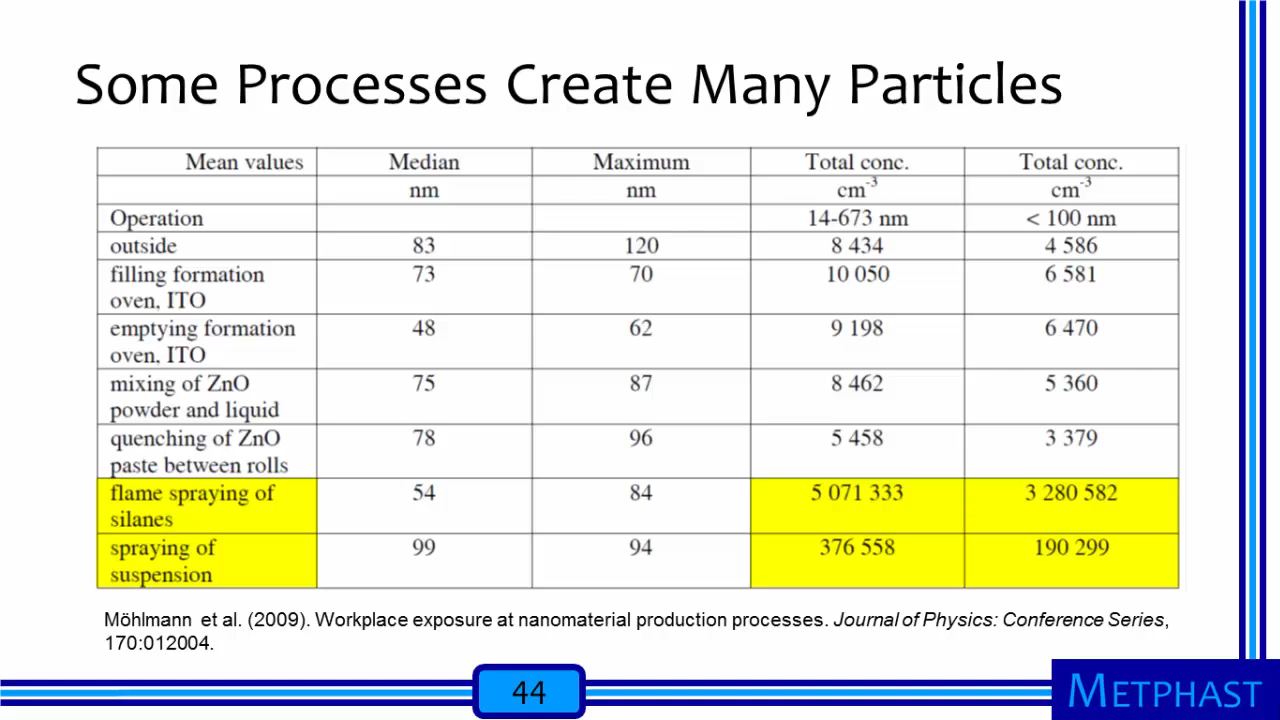 Some Processes Create Many Particles
Mean values Median Maximum Total conc. Total conc.
nm nm cm-3 cm-3
Operation 14-673 nm < 100 nm
outside 83 120 8 434 4 586
filling formation 73 70 10 050 6 581
oven, ITO
emptying formation 48 62 9 198 6 470
oven, ITO
mixing of ZnO 75 87 8 462 5 360
powder and liquid
quenching of ZnO 78 96 5 458 3 379
paste between rolls
flame spraying of 54 84 5 071 333 3 280 582
silanes
spraying of 99 94 376 558 190 299
suspension
Möhlmann et al. (2009). Workplace exposure at nanomaterial production processes. Journal of Physics: Conference Series,
170:012004.
44
METPHAST